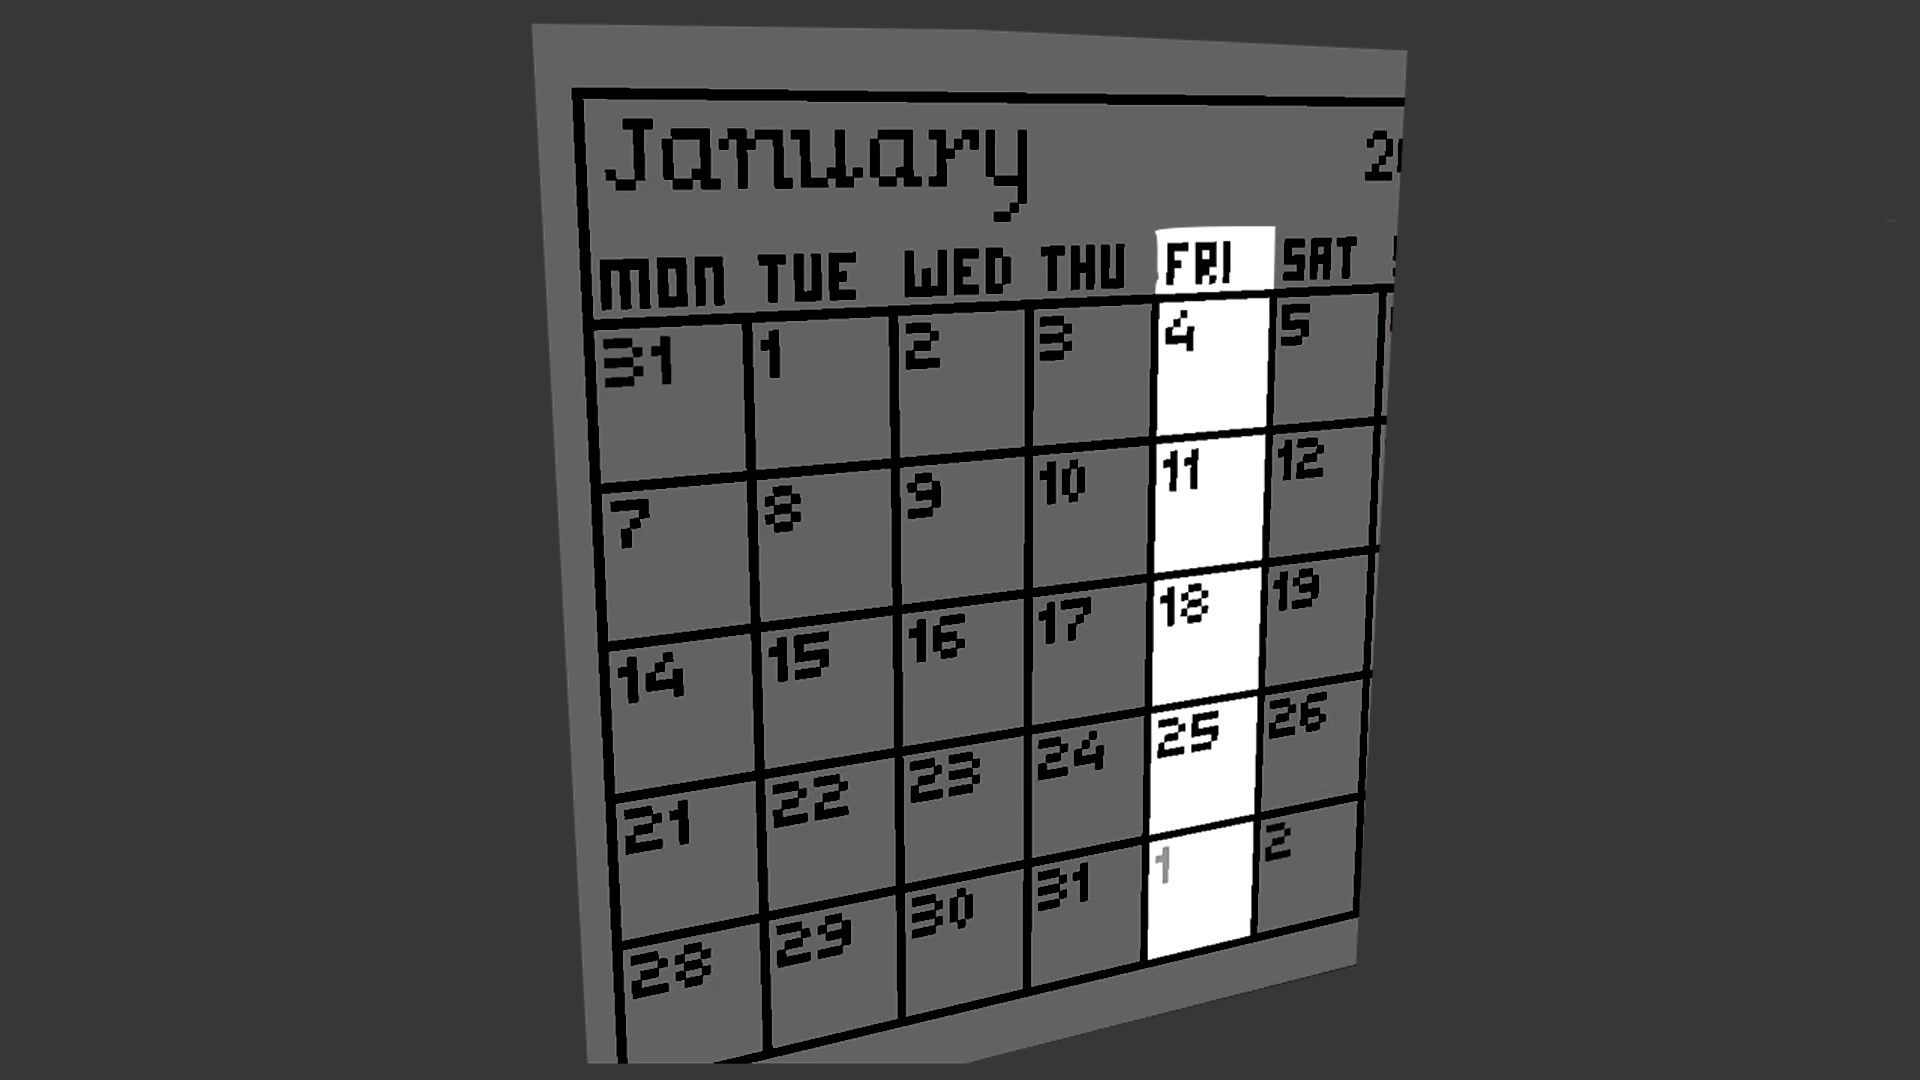 January
MON TUE WED THU FRI SAT
31 1 2 3 4 5
7 8 9 10 11 12
14 15 16 17 18 19
21 22 23 24 25 26
28 29 30 31 1 2